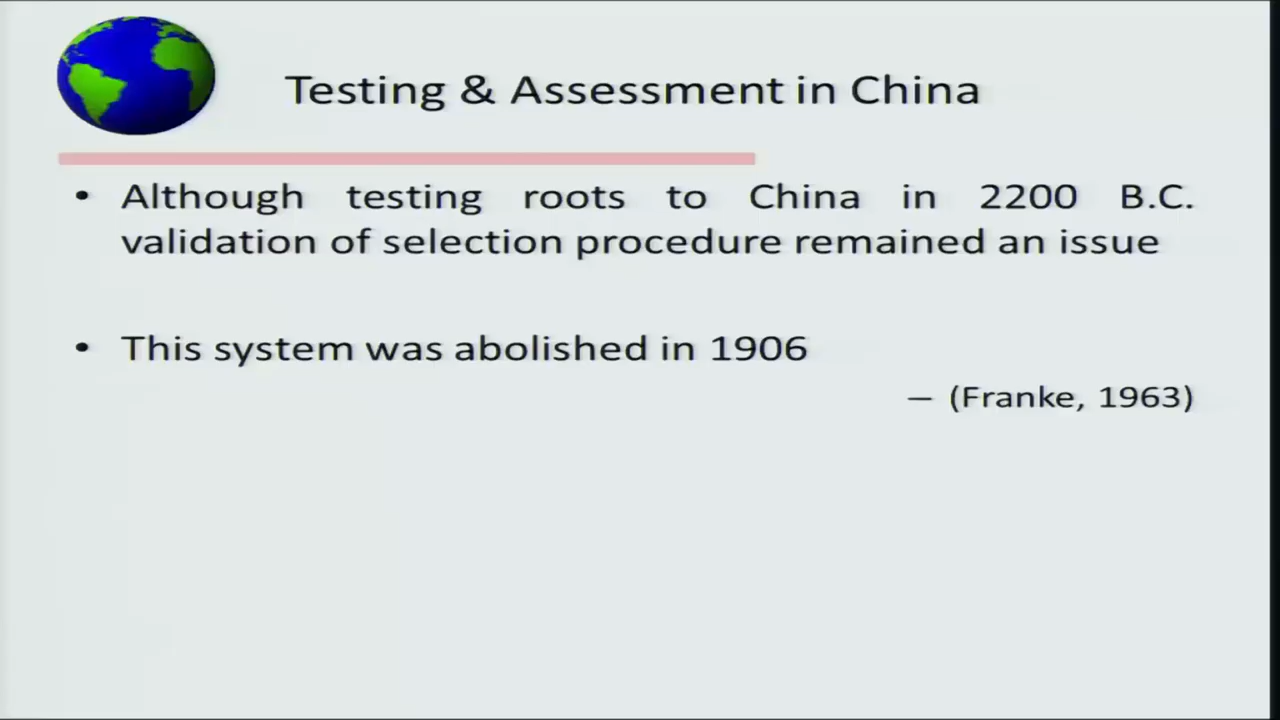 Testing & Assessment in China
• Although testing roots to China in 2200 B.C.
validation of selection procedure remained an issue
• This system was abolished in 1906
– (Franke, 1963)